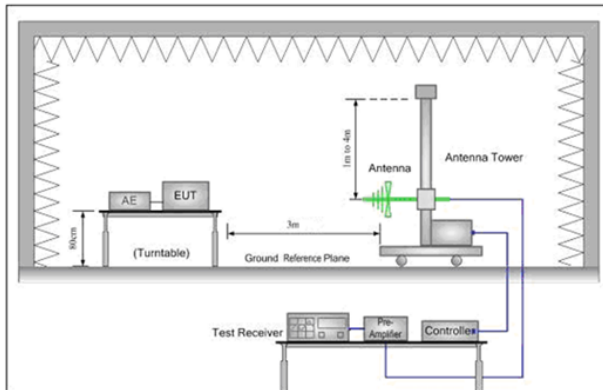 1m to 4m
Antenna
Antenna Tower
AE
EUT
80cm
(Turntable)
3m
Ground Reference Plane
Test Receiver
Pre-
Amplifier
Controller